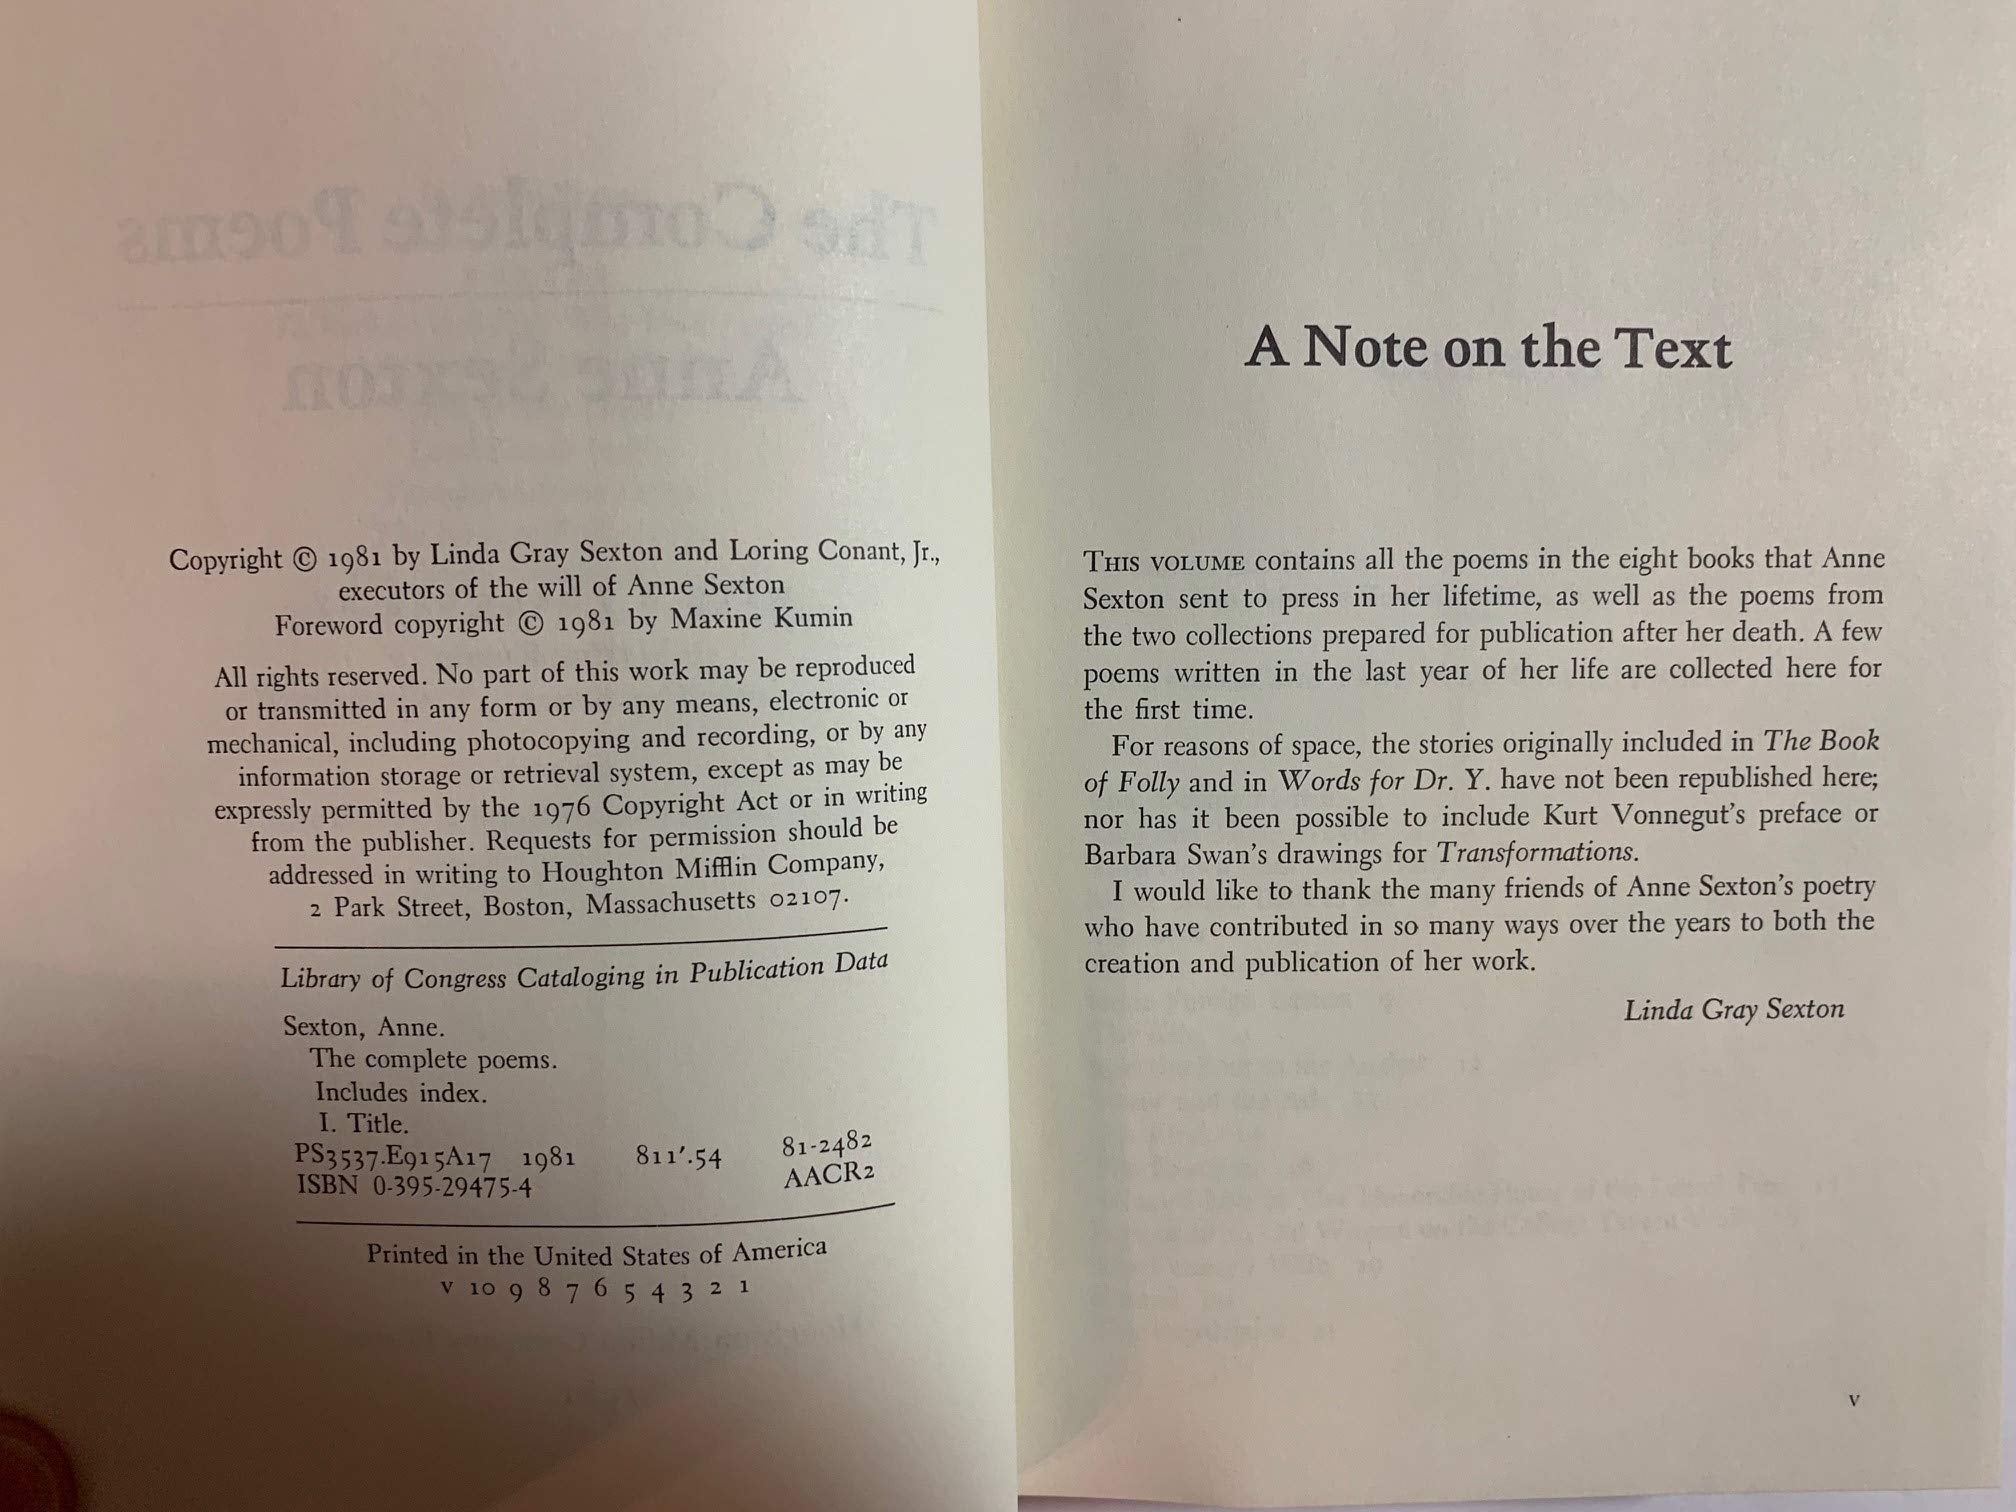 The Complete Poems
Anne Sexton
Copyright © 1981 by Linda Gray Sexton and Loring Conant, Jr.,
executors of the will of Anne Sexton
Foreword copyright © 1981 by Maxine Kumin
All rights reserved. No part of this work may be reproduced
or transmitted in any form or by any means, electronic or
mechanical, including photocopying and recording, or by any
information storage or retrieval system, except as may be
expressly permitted by the 1976 Copyright Act or in writing
from the publisher. Requests for permission should be
addressed in writing to Houghton Mifflin Company,
2 Park Street, Boston, Massachusetts 02107.
Library of Congress Cataloging in Publication Data
Sexton, Anne.
The complete poems.
Includes index.
I. Title.
PS3537.E915A17 1981 811'.54 81-2482
ISBN 0-395-29475-4 AACR2
Printed in the United States of America
V 10 9 8 7 6 5 4 3 2 1
A Note on the Text
THIS VOLUME contains all the poems in the eight books that Anne
Sexton sent to press in her lifetime, as well as the poems from
the two collections prepared for publication after her death. A few
poems written in the last year of her life are collected here for
the first time.
For reasons of space, the stories originally included in The Book
of Folly and in Words for Dr. Y. have not been republished here;
nor has it been possible to include Kurt Vonnegut's preface or
Barbara Swan's drawings for Transformations.
I would like to thank the many friends of Anne Sexton's poetry
who have contributed in so many ways over the years to both the
creation and publication of her work.
Linda Gray Sexton
v